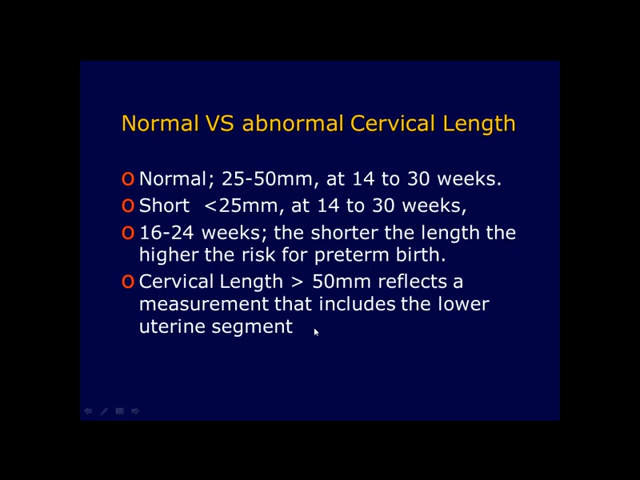 Normal VS abnormal Cervical Length
o Normal; 25-50mm, at 14 to 30 weeks.
o Short <25mm, at 14 to 30 weeks,
o 16-24 weeks; the shorter the length the
higher the risk for preterm birth.
o Cervical Length > 50mm reflects a
measurement that includes the lower
uterine segment